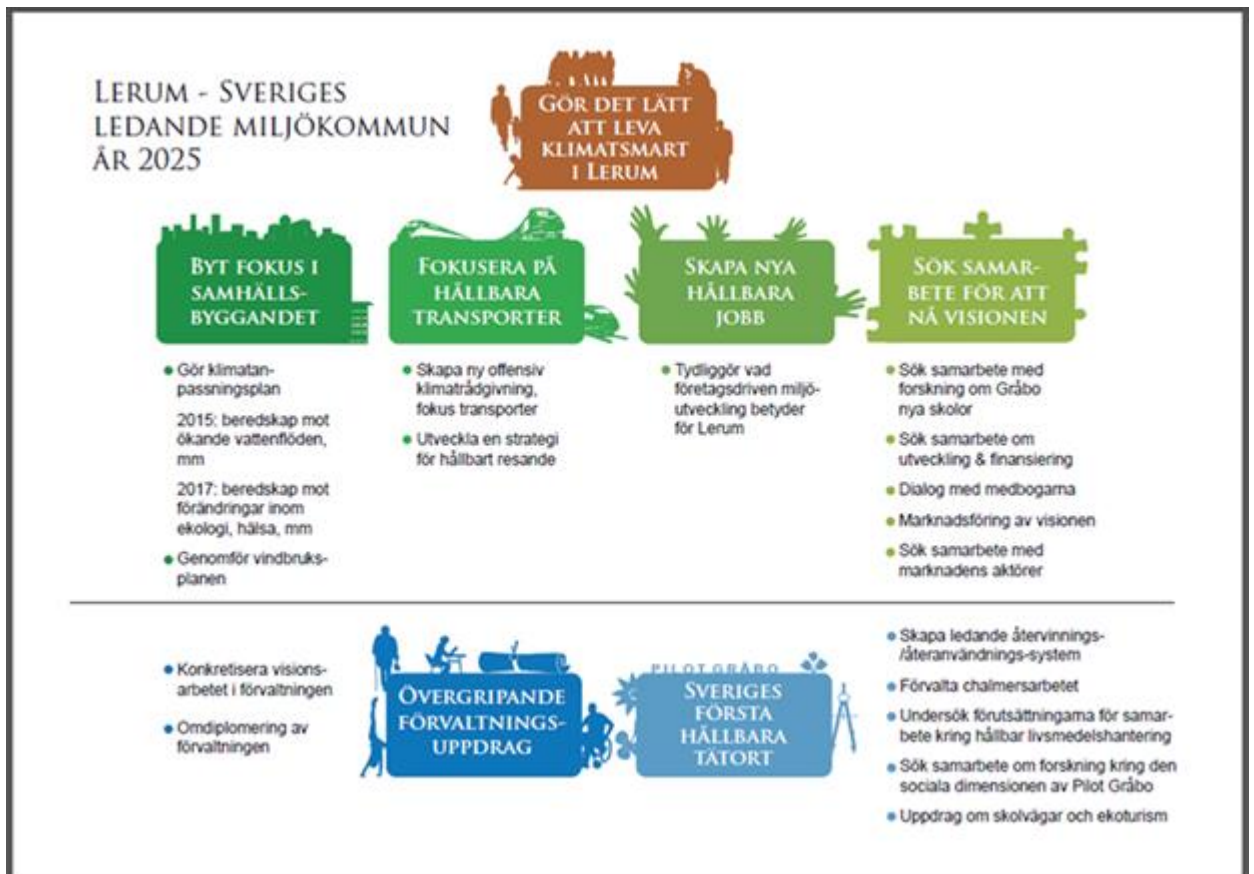 LERUM - SVERIGES
LEDANDE MILJÖKOMMUN
ÅR 2025
GÖR DET LÄTT
ATT LEVA
KLIMATSMART
I LERUM
BYT FOKUS I
SAMHÄLLS-
BYGGANDET
• Gör klimatan-
passningsplan
2015: beredskap mot
ökande vattenflöden,
mm
2017: beredskap mot
förändringar inom
ekologi, hälsa, mm
• Genomför vindbruks-
planen
FOKUSERA PÅ
HÅLLBARA
TRANSPORTER
• Skapa ny offensiv
klimatrådgivning,
fokus transporter
• Utveckla en strategi
för hållbart resande
SKAPA NYA
HÅLLBARA
JOBB
• Tydliggör vad
företagsdriven miljö-
utveckling betyder
för Lerum
SÖK SAMAR-
BETE FÖR ATT
NÅ VISIONEN
• Sök samarbete med
forskning om Gråbo
nya skolor
• Sök samarbete om
utveckling & finansiering
• Dialog med medbogarna
• Marknadsföring av visionen
• Sök samarbete med
marknadens aktörer
• Konkretisera visions-
arbetet i förvaltningen
• Omdiplomering av
förvaltningen
ÖVERGRIPANDE
FÖRVALTNINGS-
UPPDRAG
PILOT GRÅBO
SVERIGES
FÖRSTA
HÅLLBARA
TÄTORT
• Skapa ledande återvinnings-
/återanvändnings-system
• Förvalta chalmersarbetet
• Undersök förutsättningarna för samar-
bete kring hållbar livsmedelshantering
• Sök samarbete om forskning kring den
sociala dimensionen av Pilot Gråbo
• Uppdrag om skolvägar och ekoturism